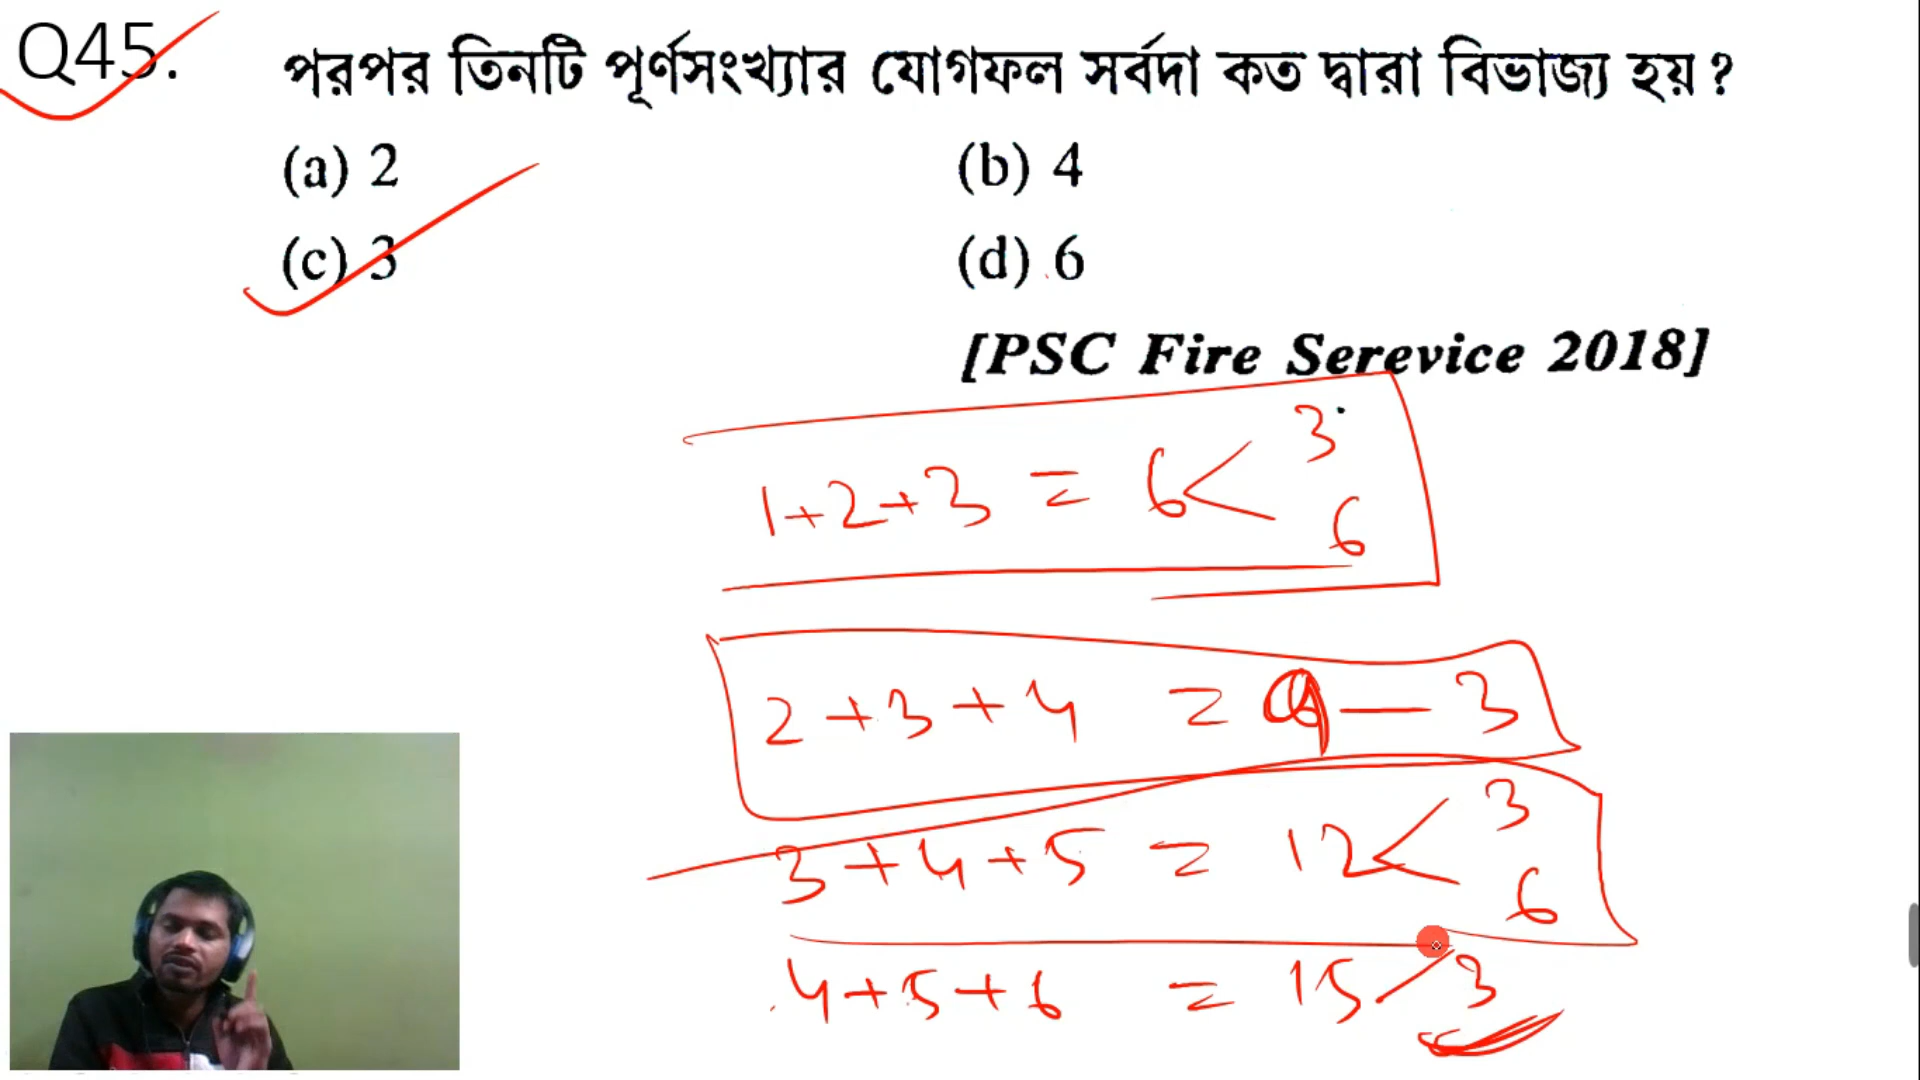 Q45.
পরপর তিনটি পূর্ণসংখ্যার যোগফল সর্বদা কত দ্বারা বিভাজ্য হয় ?
(a) 2 (b) 4
(c) 3 (d) 6
[PSC Fire Serevice 2018]
1+2+3 = 6 < 3
6
2+3+4 = 9 — 3
3+4+5 = 12 < 3
6
4+5+6 = 15 / 3